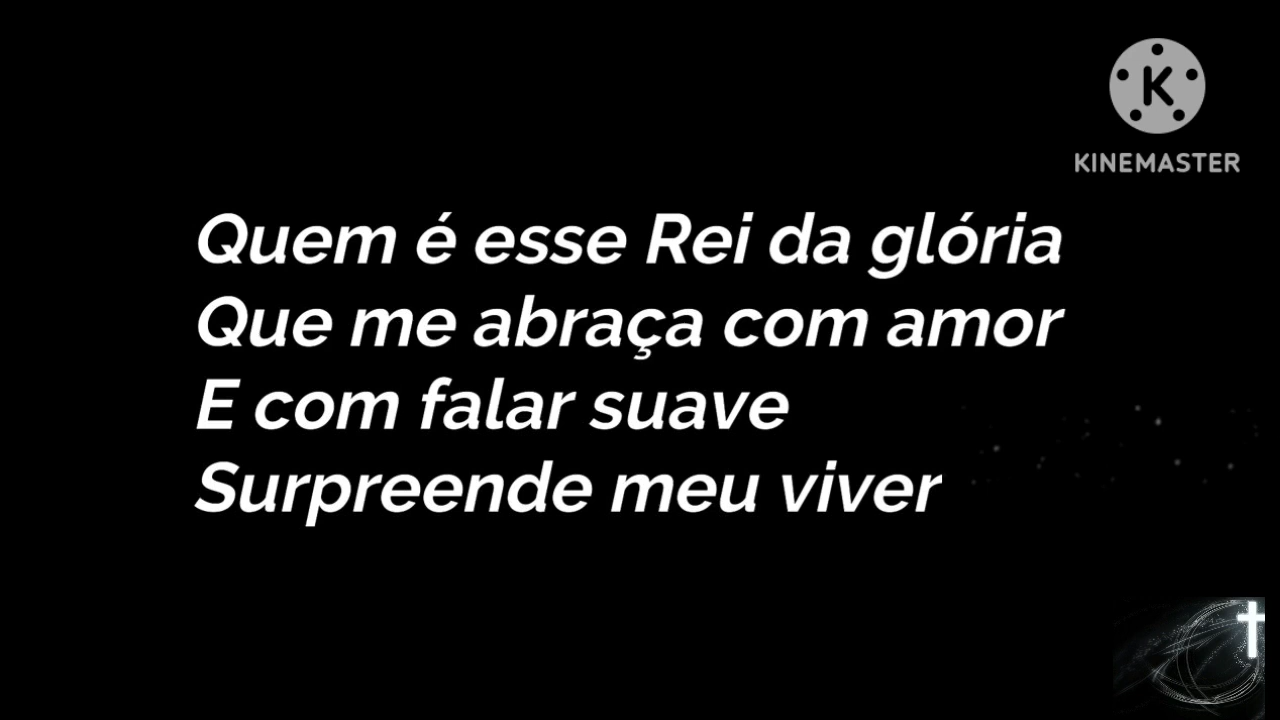 K
KINEMASTER
Quem é esse Rei da glória
Que me abraça com amor
E com falar suave
Surpreende meu viver